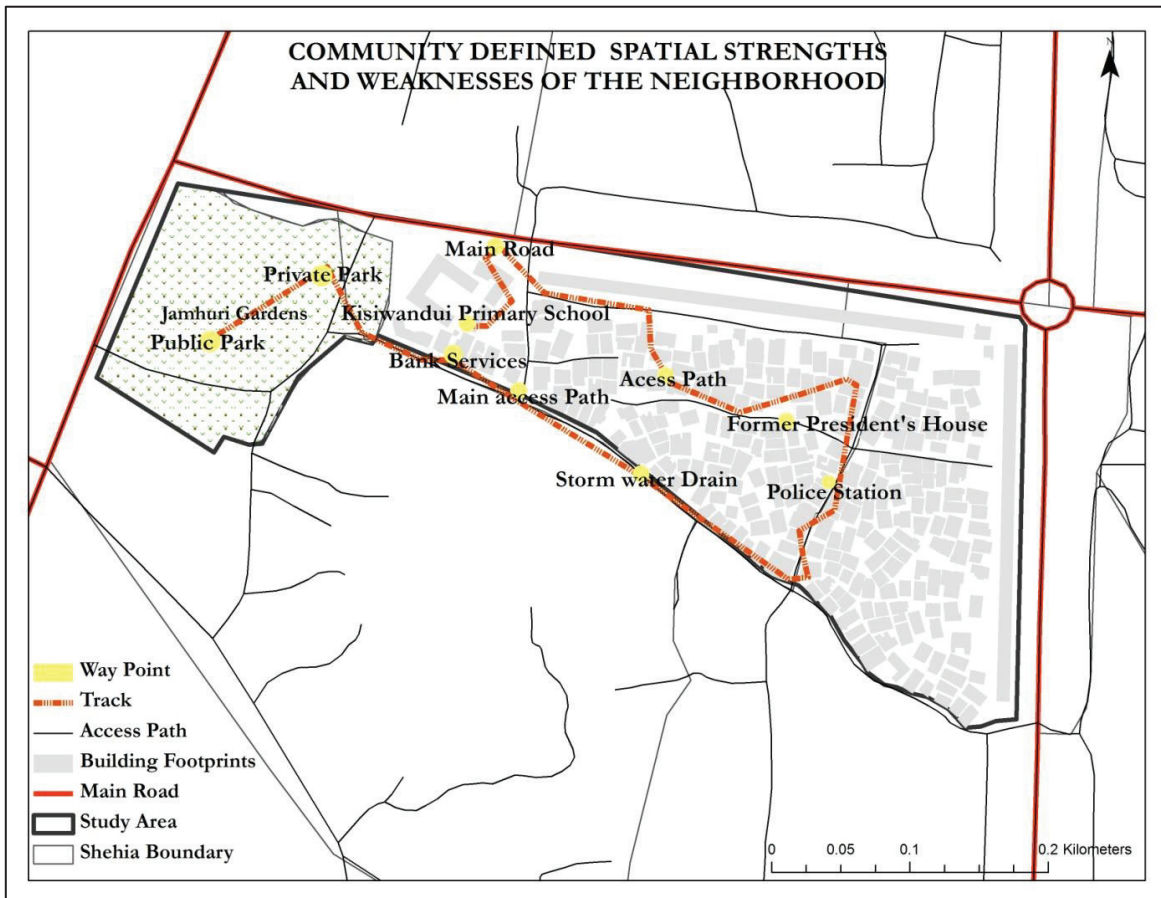 COMMUNITY DEFINED SPATIAL STRENGTHS
AND WEAKNESSES OF THE NEIGHBORHOOD
N
Main Road
Private Park
Jamhuri Gardens
Kisiwandui Primary School
Public Park
Bank Services
Acess Path
Main access Path
Former President's House
Storm water Drain
Police Station
Way Point
Track
Access Path
Building Footprints
Main Road
Study Area
Shehia Boundary
0 0.05 0.1 0.2 Kilometers